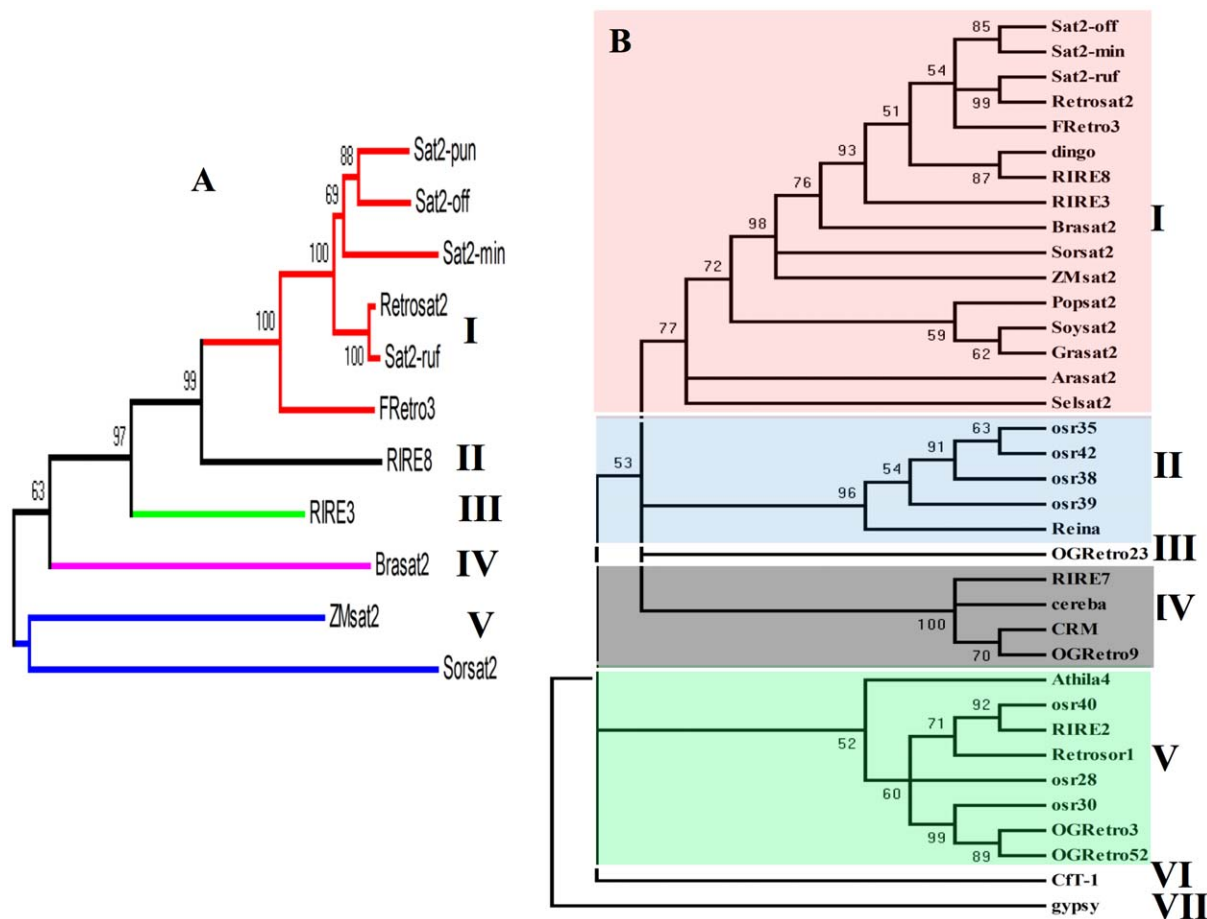 A
88
Sat2-pun
69
Sat2-off
100
Sat2-min
Retrosat2
100
100
Sat2-ruf
I
99
FRetro3
97
RIRE8
II
63
RIRE3
III
Brasat2
IV
ZMsat2
V
Sorsat2
B
85
Sat2-off
Sat2-min
54
Sat2-ruf
99
Retrosat2
51
FRetro3
dingo
93
87
RIRE8
76
RIRE3
I
Brasat2
98
Sorsat2
72
ZMsat2
Popsat2
59
Soysat2
77
62
Grasat2
Arasat2
Selsat2
63
osr35
91
osr42
53
54
osr38
II
96
osr39
Reina
OGRetro23
III
RIRE7
cereba
IV
100
CRM
70
OGRetro9
Athila4
92
osr40
71
RIRE2
52
Retrosor1
V
60
osr28
osr30
99
OGRetro3
89
OGRetro52
CfT-1
VI
gypsy
VII